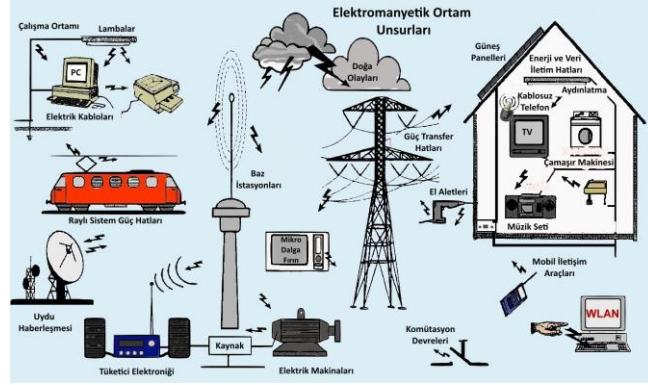 Elektromanyetik Ortam
Unsurları
Çalışma Ortamı
Lambalar
PC
Elektrik Kabloları
Doğa
Olayları
Güneş
Panelleri
Enerji ve Veri
İletim Hatları
Kablosuz
Telefon
Aydınlatma
TV
Çamaşır Makinesi
Müzik Seti
Güç Transfer
Hatları
El Aletleri
Baz
İstasyonları
Raylı Sistem Güç Hatları
Mikro
Dalga
Fırın
Uydu
Haberleşmesi
Tüketici Elektroniği
Kaynak
Elektrik Makinaları
Komütasyon
Devreleri
Mobil İletişim
Araçları
WLAN